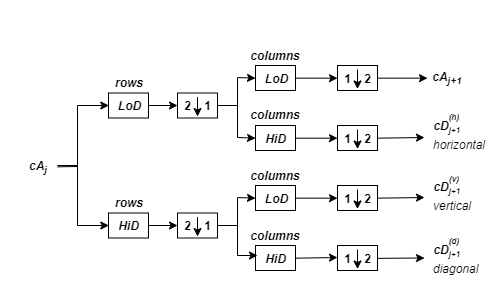 columns
rows
LoD
1↓2
cA_{j+1}
LoD
2↓1
columns
HiD
1↓2
cD_{j+1}^{(h)}
horizontal
cA_j
columns
rows
LoD
1↓2
cD_{j+1}^{(v)}
vertical
HiD
2↓1
columns
HiD
1↓2
cD_{j+1}^{(d)}
diagonal